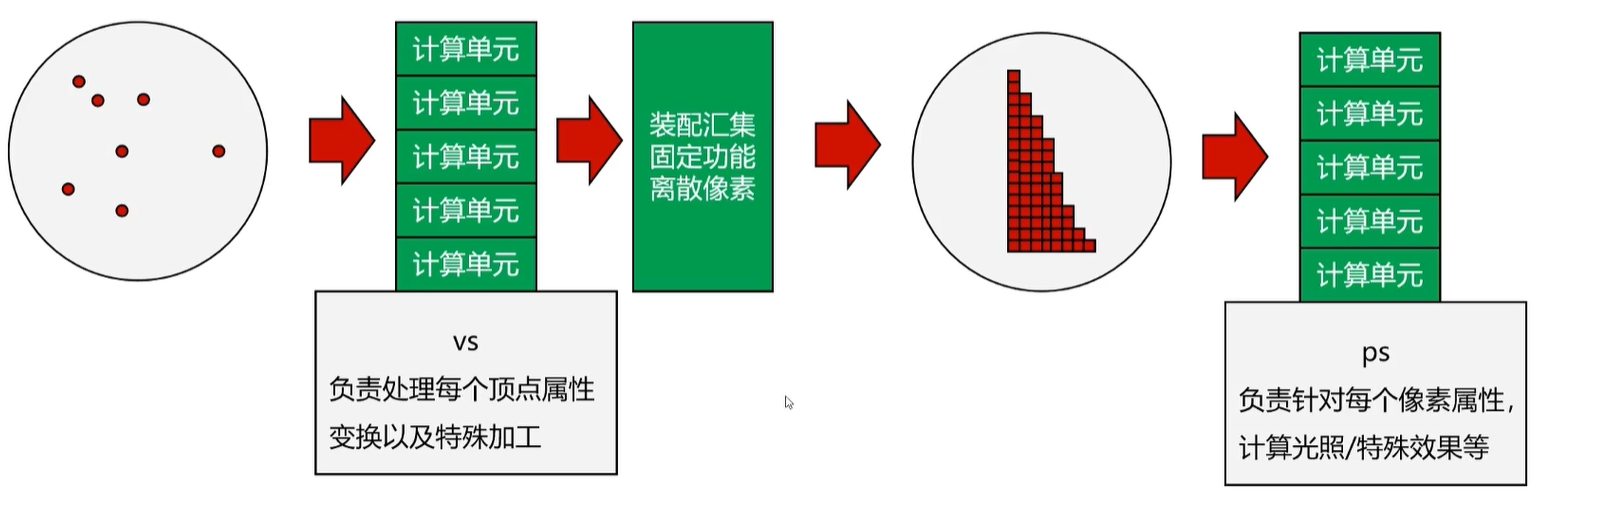 计算单元
计算单元
计算单元
计算单元
计算单元
vs
负责处理每个顶点属性
变换以及特殊加工
装配汇集
固定功能
离散像素
计算单元
计算单元
计算单元
计算单元
计算单元
ps
负责针对每个像素属性，
计算光照/特殊效果等